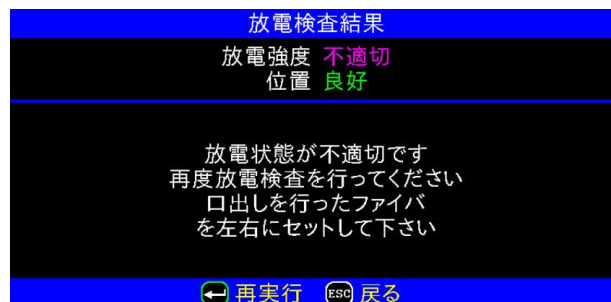 放電検査結果
放電強度 不適切
位置 良好
放電状態が不適切です
再度放電検査を行ってください
口出しを行ったファイバ
を左右にセットして下さい
再実行 ESC 戻る